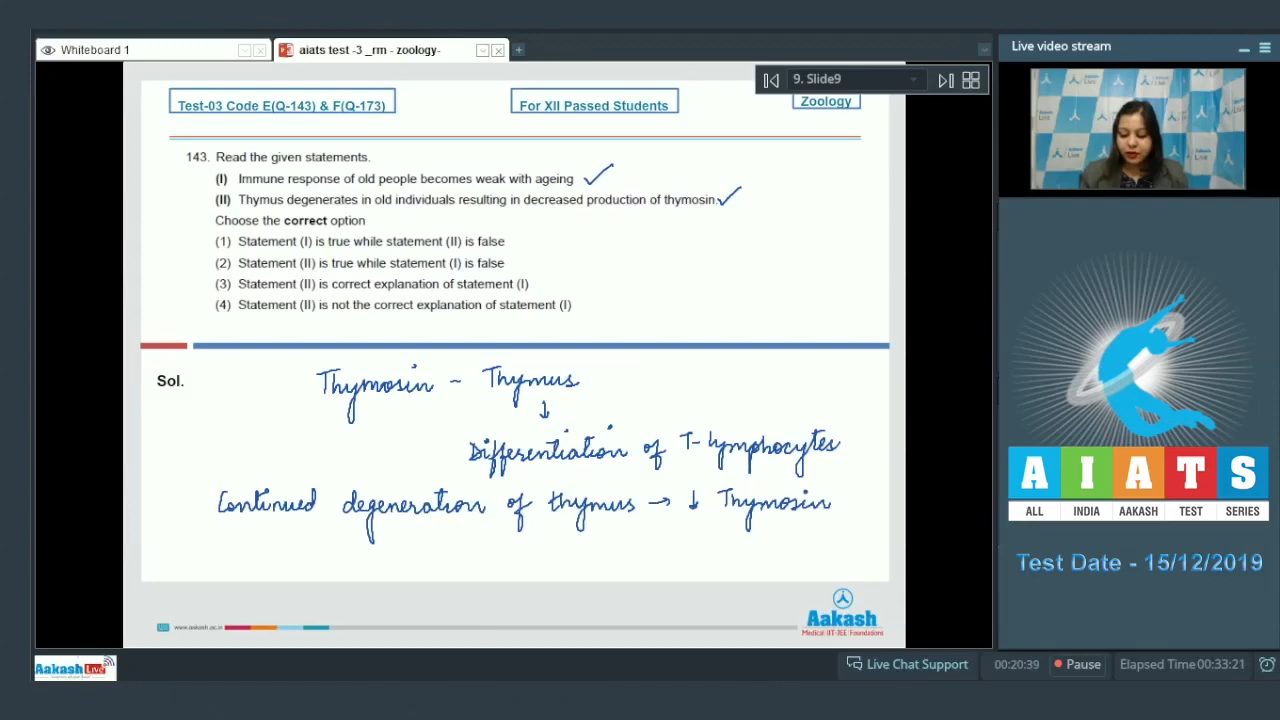 Whiteboard 1
aiats test -3 _rm - zoology-
Live video stream
9. Slide9
Test-03 Code E(Q-143) & F(Q-173)
For XII Passed Students
Zoology
143. Read the given statements.
(I) Immune response of old people becomes weak with ageing
(II) Thymus degenerates in old individuals resulting in decreased production of thymosin.
Choose the correct option
(1) Statement (I) is true while statement (II) is false
(2) Statement (II) is true while statement (I) is false
(3) Statement (II) is correct explanation of statement (I)
(4) Statement (II) is not the correct explanation of statement (I)
Sol.
Thymosin - Thymus
↓
Differentiation of T-lymphocytes
Continued degeneration of thymus → ↓ Thymosin
www.aakash.ac.in
Aakash
Medical|IIT-JEE|Foundations
A I A T S
ALL INDIA AAKASH TEST SERIES
Test Date - 15/12/2019
Aakash Live
Live Chat Support
00:20:39
Pause
Elapsed Time 00:33:21